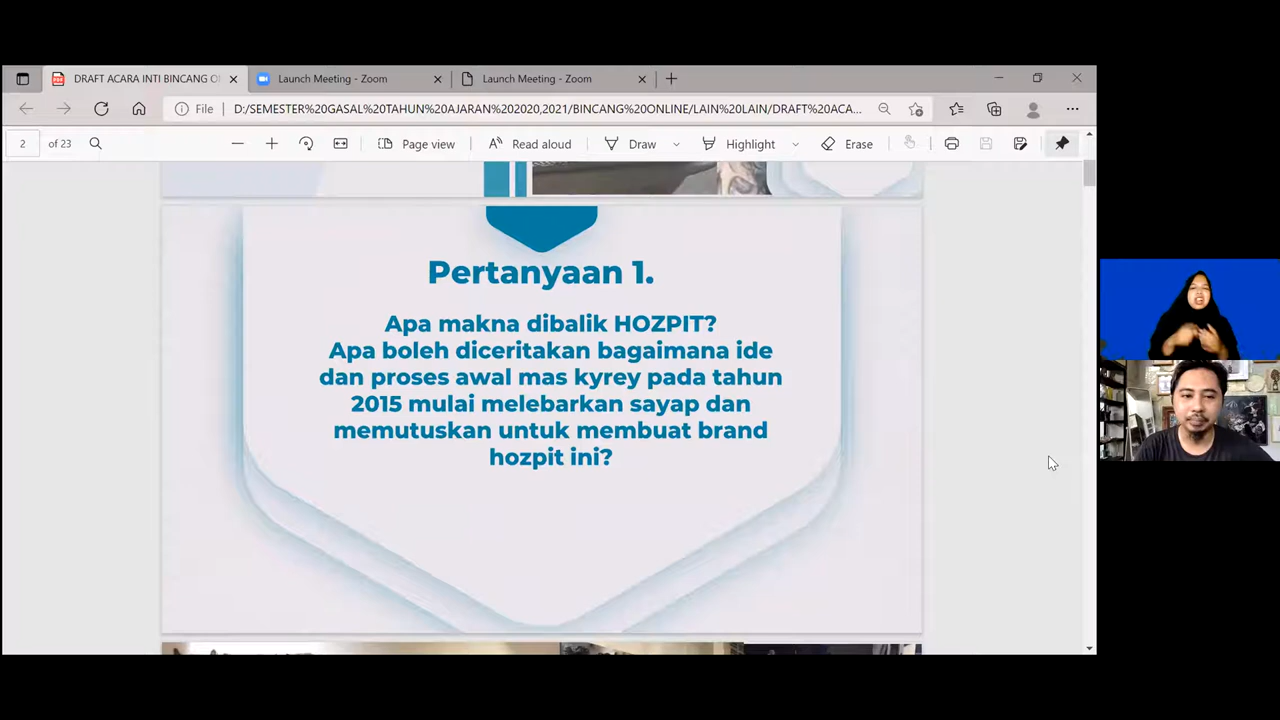 DRAFT ACARA INTI BINCANG O
Launch Meeting - Zoom
Launch Meeting - Zoom
File
D:/SEMESTER%20GASAL%20TAHUN%20AJARAN%202020,2021/BINCANG%20ONLINE/LAIN%20LAIN/DRAFT%20ACA...
2 of 23
Page view
Read aloud
Draw
Highlight
Erase
Pertanyaan 1.
Apa makna dibalik HOZPIT?
Apa boleh diceritakan bagaimana ide
dan proses awal mas kyrey pada tahun
2015 mulai melebarkan sayap dan
memutuskan untuk membuat brand
hozpit ini?